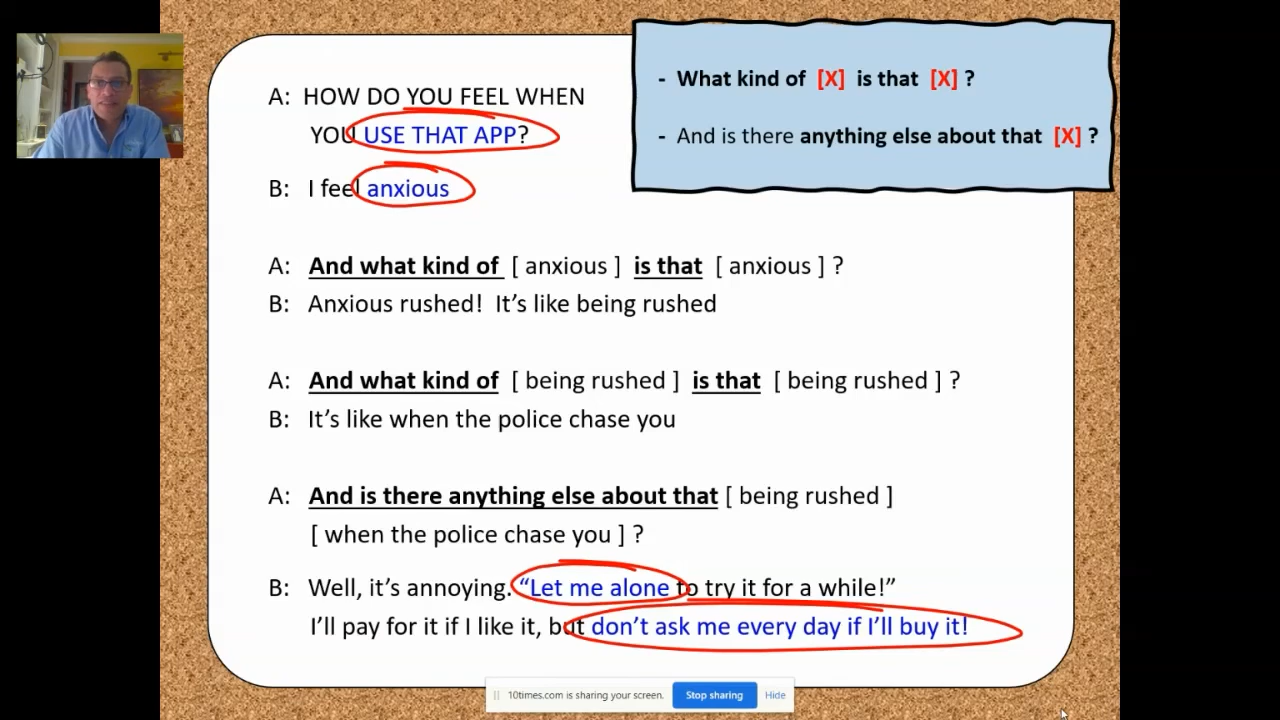 - What kind of [X] is that [X] ?
- And is there anything else about that [X] ?
A: HOW DO YOU FEEL WHEN
YOU USE THAT APP?
B: I feel anxious
A: And what kind of [ anxious ] is that [ anxious ] ?
B: Anxious rushed! It’s like being rushed
A: And what kind of [ being rushed ] is that [ being rushed ] ?
B: It’s like when the police chase you
A: And is there anything else about that [ being rushed ]
[ when the police chase you ] ?
B: Well, it’s annoying. “Let me alone to try it for a while!”
I’ll pay for it if I like it, but don’t ask me every day if I’ll buy it!
10times.com is sharing your screen. Stop sharing Hide